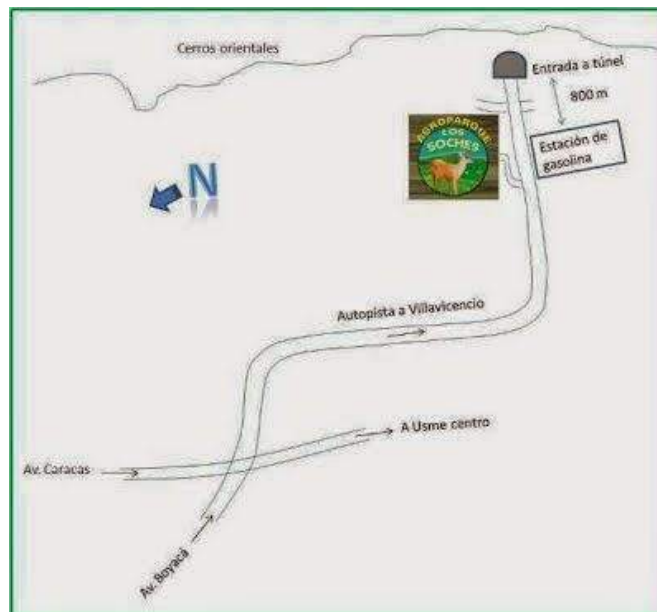 Cerros orientales
Entrada a túnel
800 m
AGROPARQUE
LOS
SOCHES
Estación de
gasolina
N
Autopista a Villavicencio
A Usme centro
Av. Caracas
Av. Boyacá